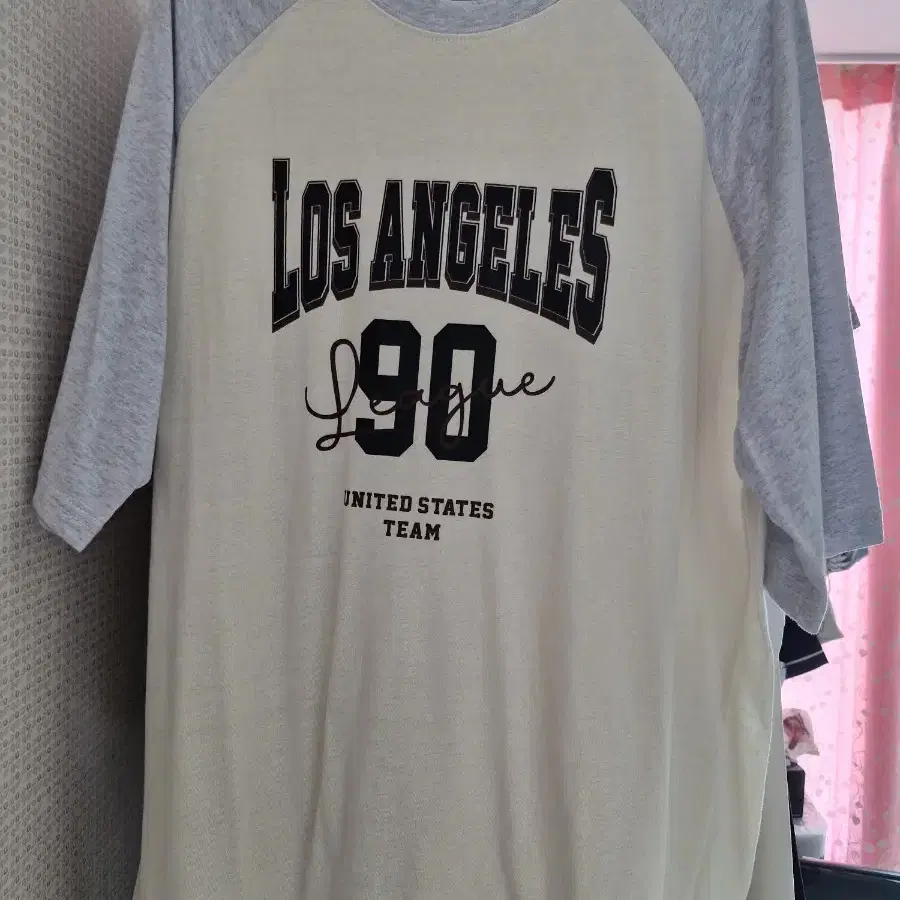 LOS ANGELES
90
League
UNITED STATES
TEAM